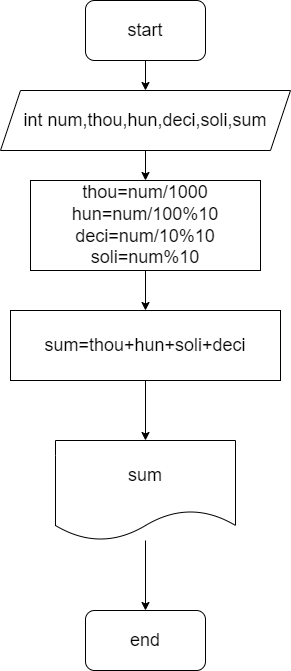 start
int num,thou,hun,deci,soli,sum
thou=num/1000
hun=num/100%10
deci=num/10%10
soli=num%10
sum=thou+hun+soli+deci
sum
end